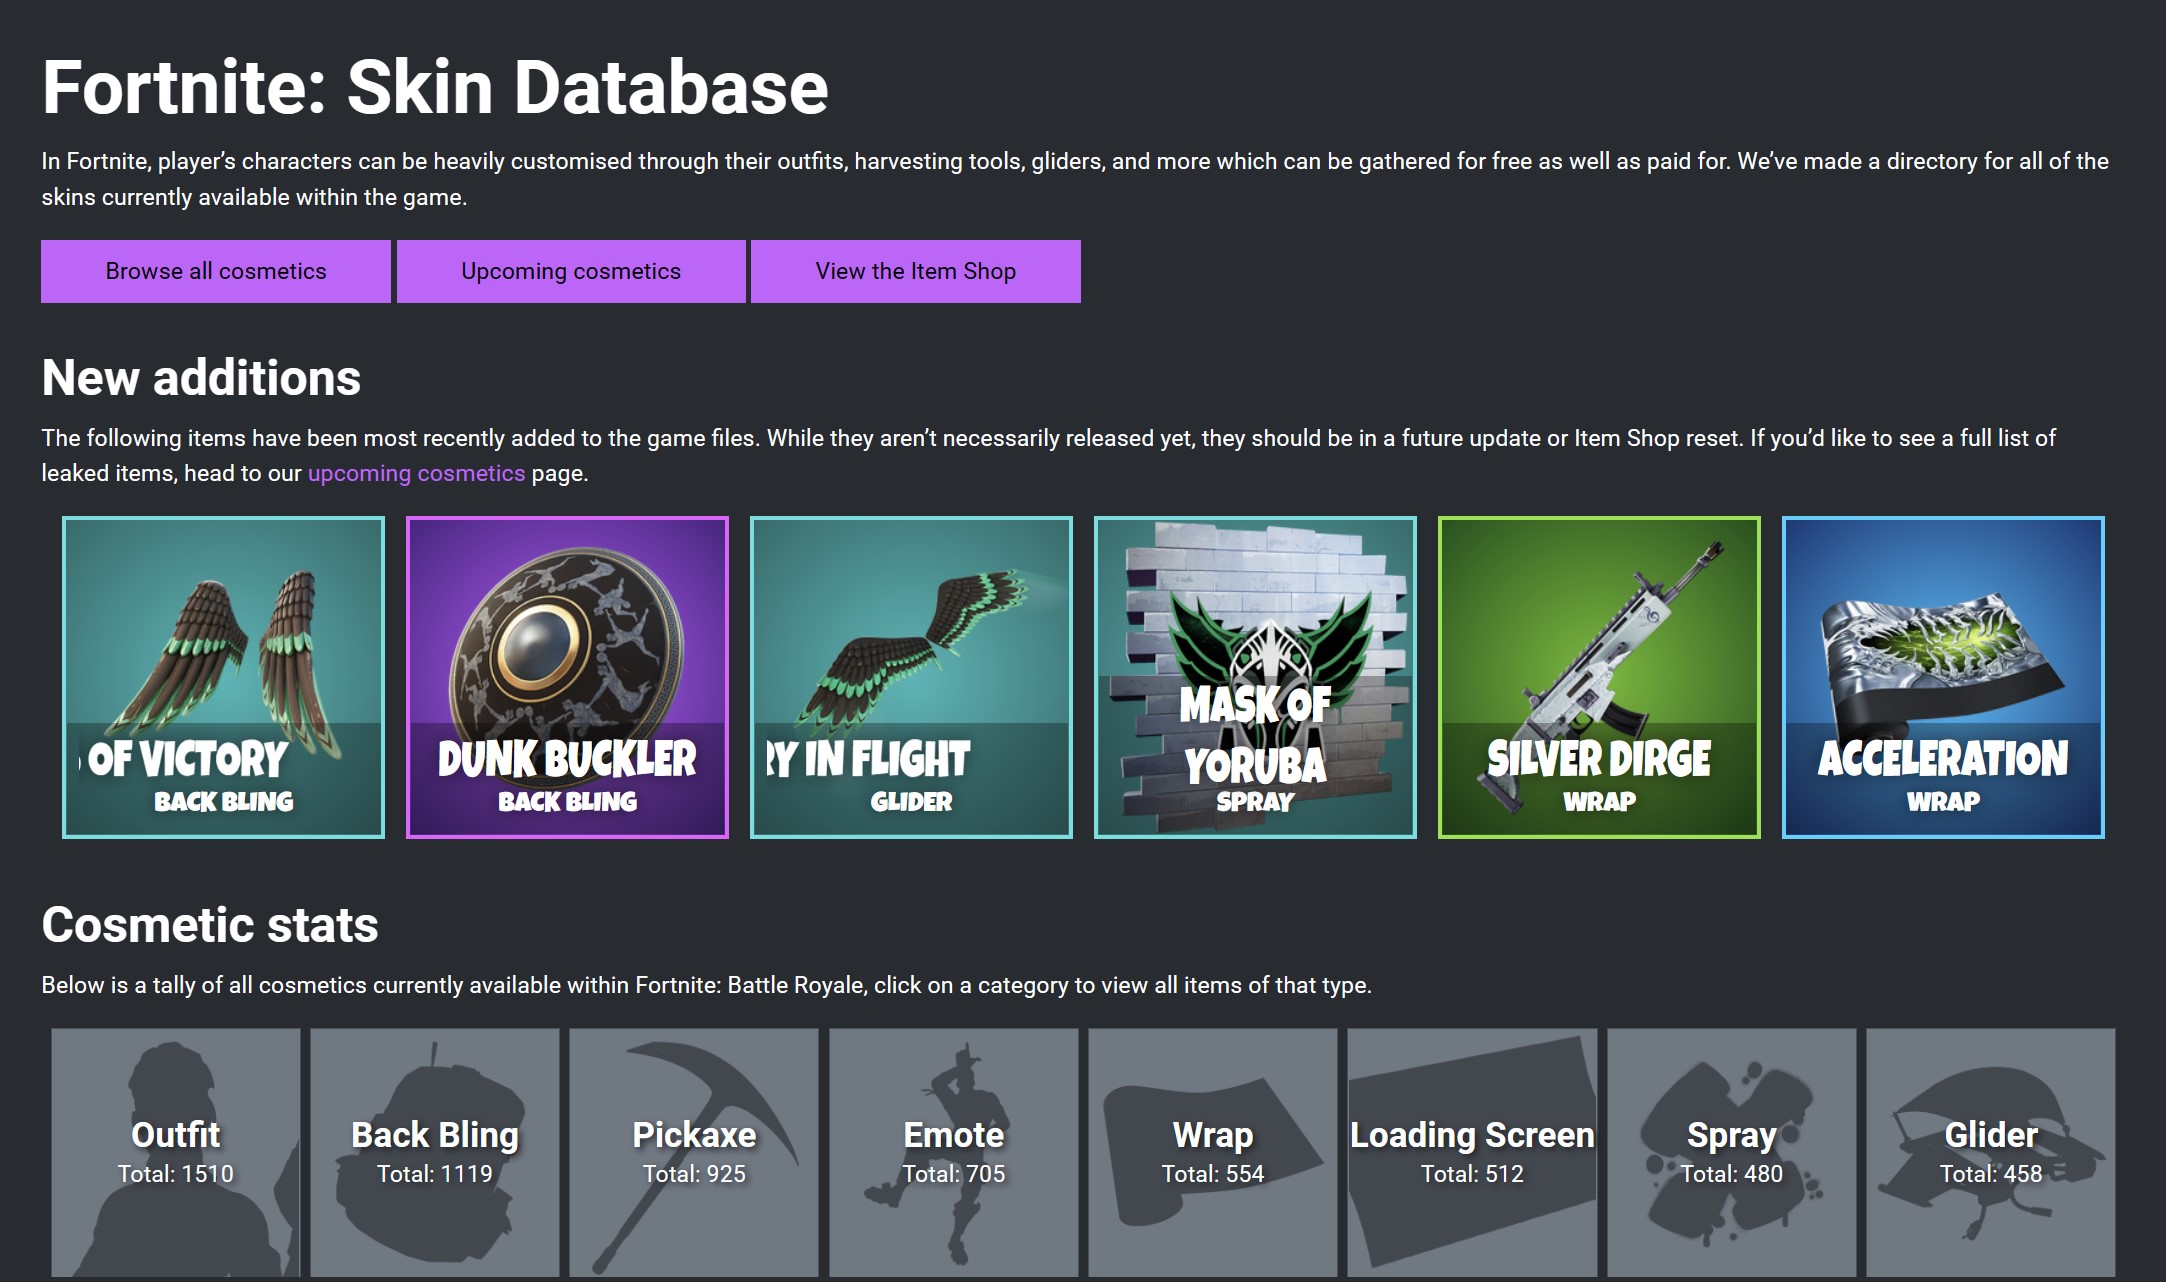 Fortnite: Skin Database
In Fortnite, player’s characters can be heavily customised through their outfits, harvesting tools, gliders, and more which can be gathered for free as well as paid for. We’ve made a directory for all of the
skins currently available within the game.
Browse all cosmetics
Upcoming cosmetics
View the Item Shop
New additions
The following items have been most recently added to the game files. While they aren’t necessarily released yet, they should be in a future update or Item Shop reset. If you’d like to see a full list of
leaked items, head to our upcoming cosmetics page.
OF VICTORY
BACK BLING
DUNK BUCKLER
BACK BLING
IN FLIGHT
GLIDER
MASK OF
YORUBA
SPRAY
SILVER DIRGE
WRAP
ACCELERATION
WRAP
Cosmetic stats
Below is a tally of all cosmetics currently available within Fortnite: Battle Royale, click on a category to view all items of that type.
Outfit
Total: 1510
Back Bling
Total: 1119
Pickaxe
Total: 925
Emote
Total: 705
Wrap
Total: 554
Loading Screen
Total: 512
Spray
Total: 480
Glider
Total: 458